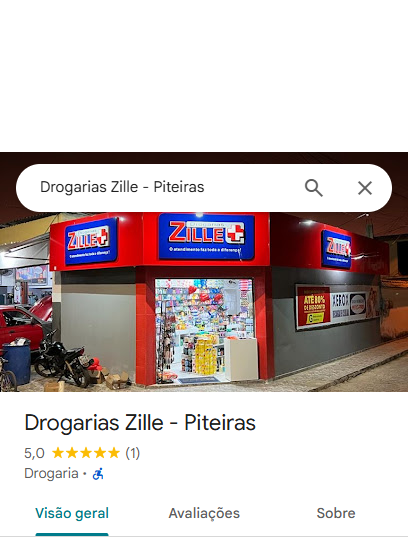 Drogarias Zille - Piteiras
ZILLE
ZILLE
O atendimento faz toda a diferença!
ZILLE
ATÉ 80%
DE DESCONTO
XEROX
Drogarias Zille - Piteiras
5,0 ★★★★★ (1)
Drogaria ·
Visão geral Avaliações Sobre